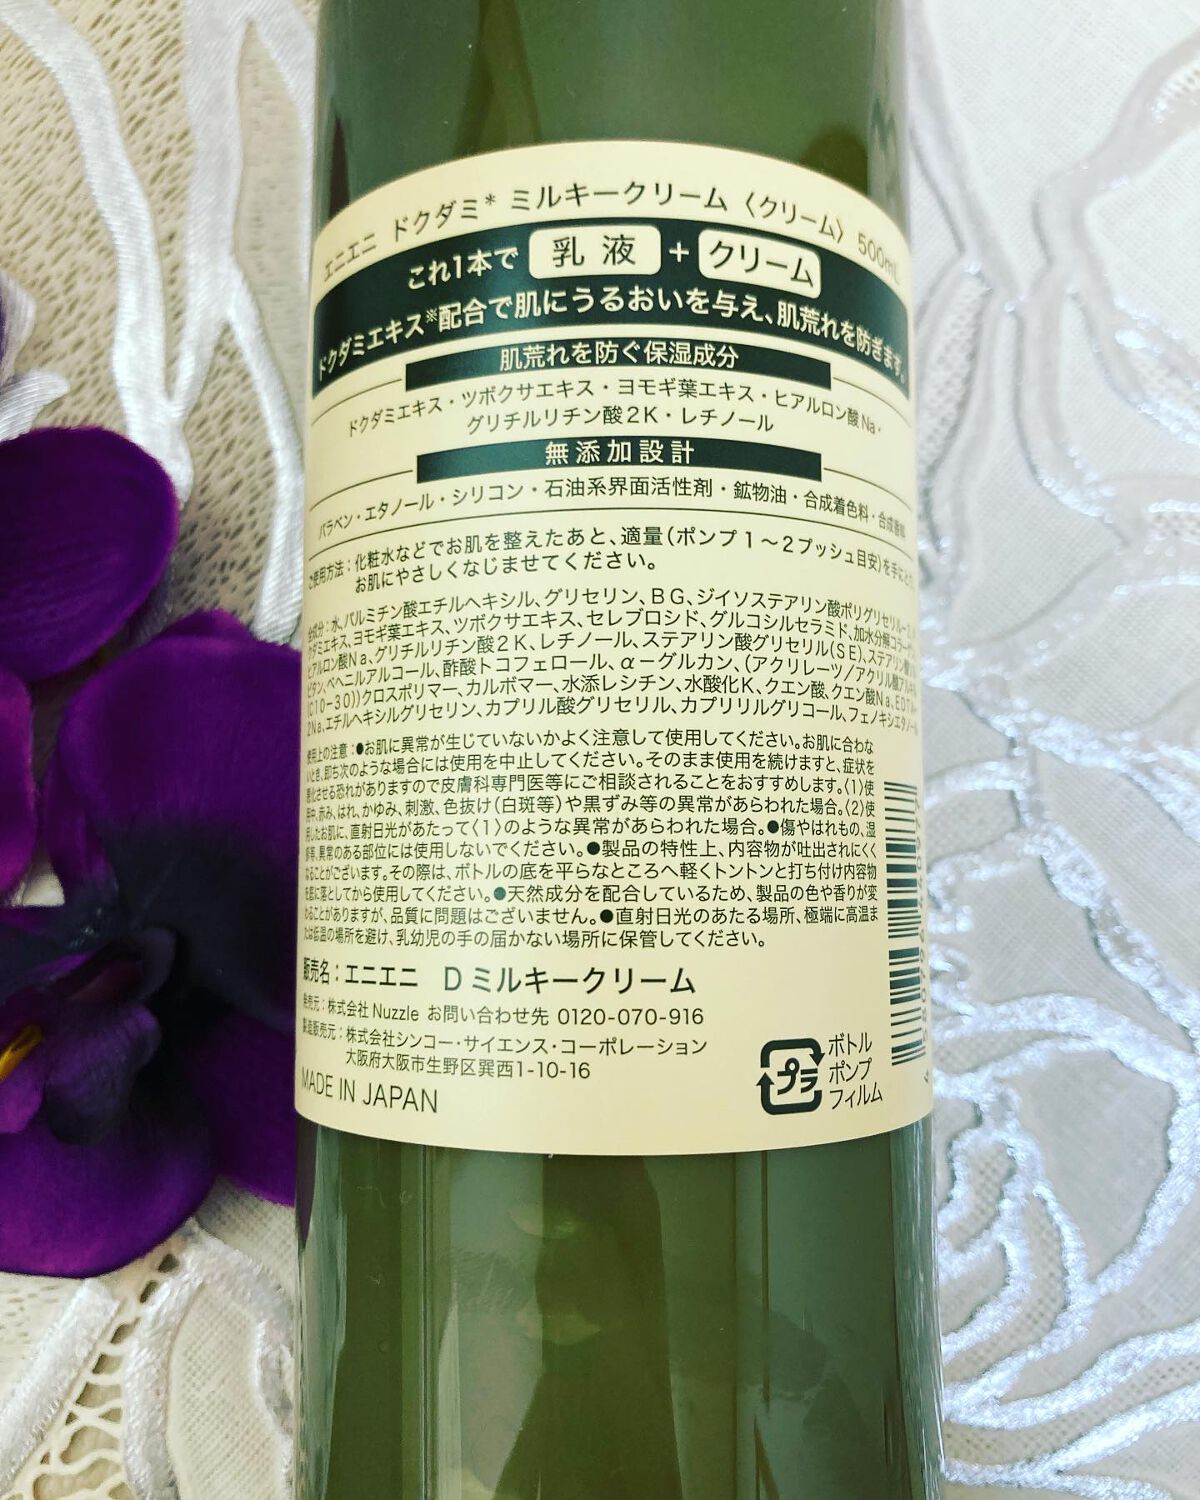 エニエニ ドクダミ* ミルキークリーム〈クリーム〉 500mL
これ1本で 乳液 + クリーム
ドクダミエキス※配合で肌にうるおいを与え、肌荒れを防ぎます。
肌荒れを防ぐ保湿成分
ドクダミエキス・ツボクサエキス・ヨモギ葉エキス・ヒアルロン酸Na・
グリチルリチン酸2K・レチノール
無添加設計
パラベン・エタノール・シリコン・石油系界面活性剤・鉱物油・合成着色料・合成香料
ご使用方法：化粧水などでお肌を整えたあと、適量（ポンプ1～2プッシュ目安）を手にとり、
お肌にやさしくなじませてください。
全成分：水、パルミチン酸エチルヘキシル、グリセリン、BG、ジイソステアリン酸ポリグリセリル-2、
クダミエキス、ヨモギ葉エキス、ツボクサエキス、セレブロシド、グルコシルセラミド、加水分解コラーゲン、
ヒアルロン酸Na、グリチルリチン酸2K、レチノール、ステアリン酸グリセリル(SE)、ステアリン酸
ビタン、ベヘニルアルコール、酢酸トコフェロール、α－グルカン、(アクリレーツ／アクリル酸アルキル
(C10－30))クロスポリマー、カルボマー、水添レシチン、水酸化K、クエン酸、クエン酸Na、EDTA-
2Na、エチルヘキシルグリセリン、カプリル酸グリセリル、カプリリルグリコール、フェノキシエタノール
使用上の注意：●お肌に異常が生じていないかよく注意して使用してください。お肌に合わな
いとき、即ち次のような場合には使用を中止してください。そのまま使用を続けますと、症状を
悪化させる恐れがありますので皮膚科専門医等にご相談されることをおすすめします。〈1〉使
用中、赤み、はれ、かゆみ、刺激、色抜け（白斑等）や黒ずみ等の異常があらわれた場合。〈2〉使
用したお肌に、直射日光があたって〈1〉のような異常があらわれた場合。●傷やはれもの、湿
疹等、異常のある部位には使用しないでください。●製品の特性上、内容物が吐出されにくく
なることがございます。その際は、ボトルの底を平らなところへ軽くトントンと打ち付け内容物
を底に落としてから使用してください。●天然成分を配合しているため、製品の色や香りが変
わることがありますが、品質に問題はございません。●直射日光のあたる場所、極端に高温ま
たは低温の場所を避け、乳幼児の手の届かない場所に保管してください。
販売名：エニエニ Dミルキークリーム
発売元：株式会社Nuzzle お問い合わせ先 0120-070-916
製造販売元：株式会社シンコー・サイエンス・コーポレーション
大阪府大阪市生野区巽西1-10-16
MADE IN JAPAN
プラ
ボトル
ポンプ
フィルム